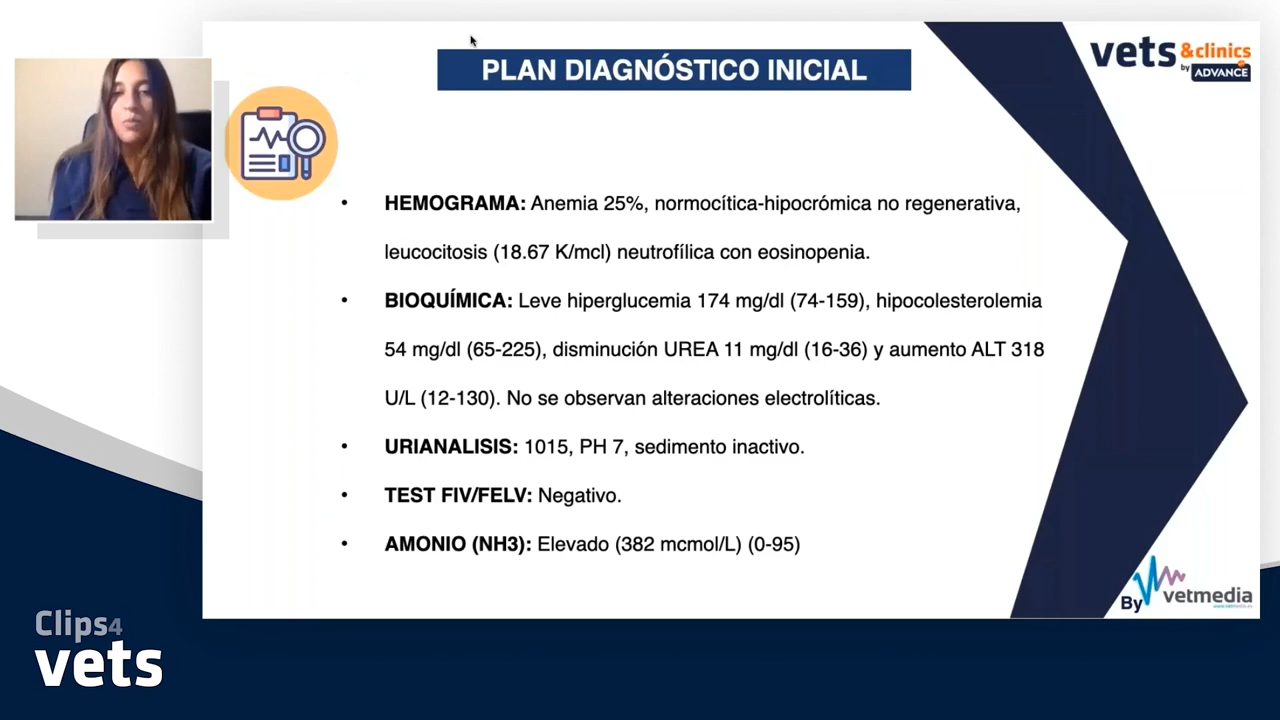 PLAN DIAGNÓSTICO INICIAL
vets &clinics
by ADVANCE
• HEMOGRAMA: Anemia 25%, normocítica-hipocrómica no regenerativa,
leucocitosis (18.67 K/mcl) neutrofílica con eosinopenia.
• BIOQUÍMICA: Leve hiperglucemia 174 mg/dl (74-159), hipocolesterolemia
54 mg/dl (65-225), disminución UREA 11 mg/dl (16-36) y aumento ALT 318
U/L (12-130). No se observan alteraciones electrolíticas.
• URIANALISIS: 1015, PH 7, sedimento inactivo.
• TEST FIV/FELV: Negativo.
• AMONIO (NH3): Elevado (382 mcmol/L) (0-95)
By vetmedia
www.vetmedia.es
Clips4
vets